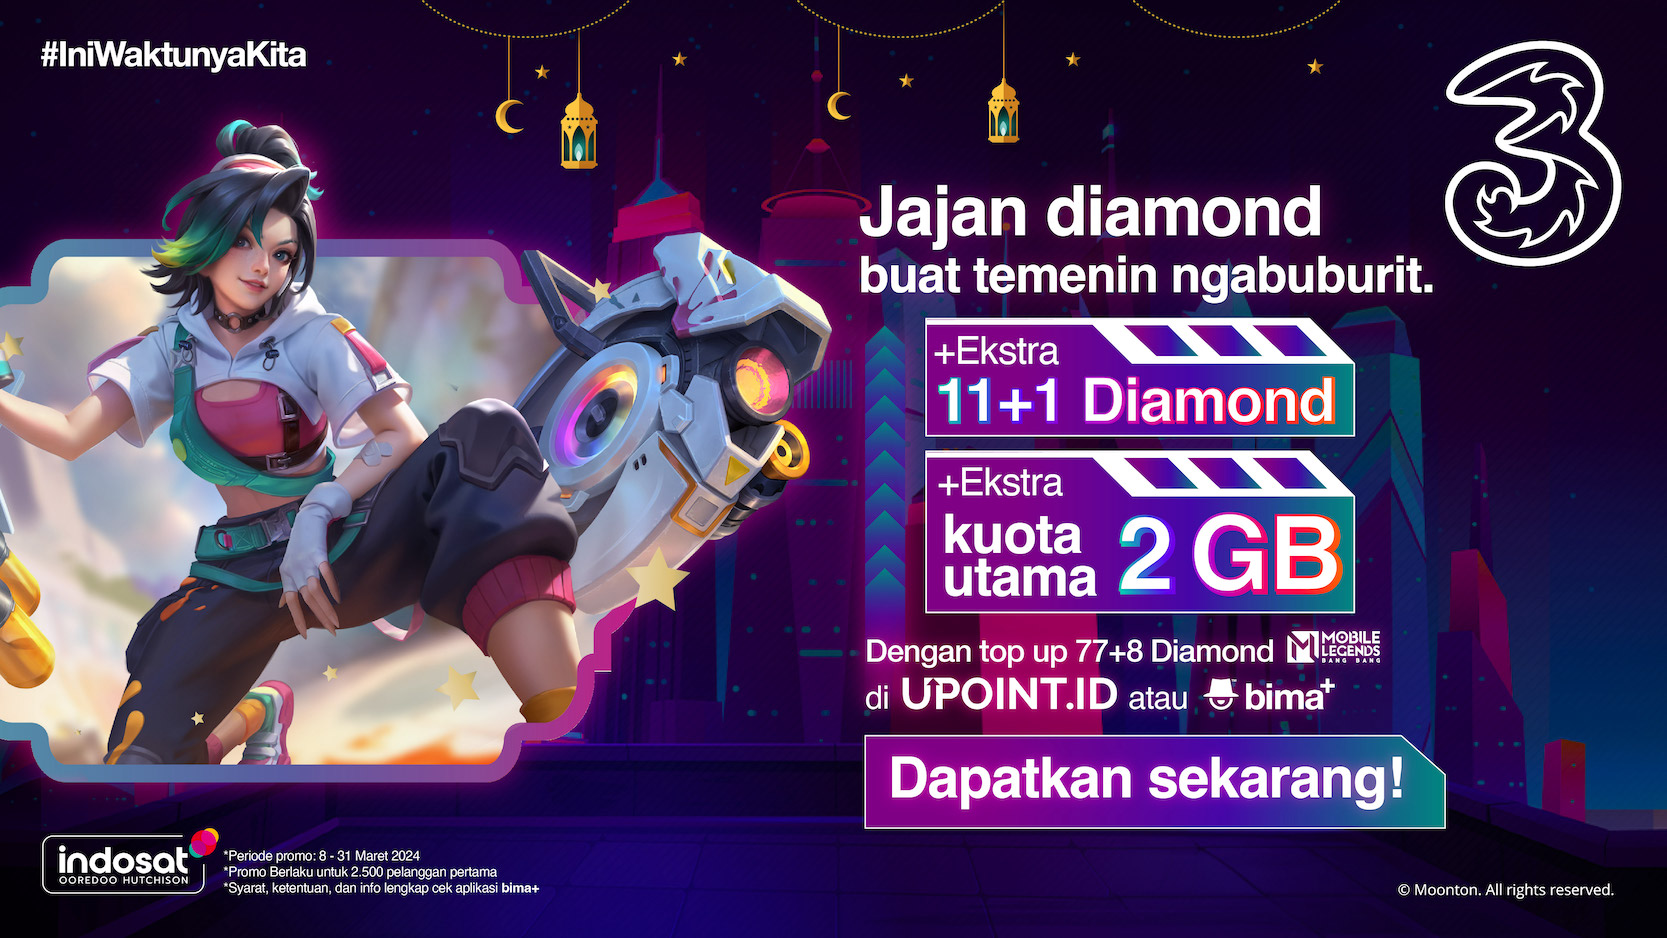 #IniWaktunyaKita
3
Jajan diamond
buat temenin ngabuburit.
+Ekstra
11+1 Diamond
+Ekstra
kuota
utama 2 GB
Dengan top up 77+8 Diamond MOBILE LEGENDS BANG BANG
di UPOINT.ID atau bima+
Dapatkan sekarang!
indosat
OOREDOO HUTCHISON
*Periode promo: 8 - 31 Maret 2024
*Promo Berlaku untuk 2.500 pelanggan pertama
*Syarat, ketentuan, dan info lengkap cek aplikasi bima+
© Moonton. All rights reserved.